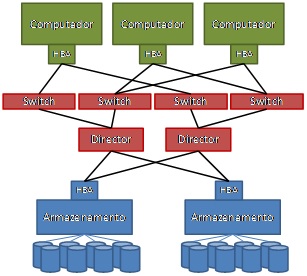 Computador Computador Computador
HBA HBA HBA
Switch Switch Switch Switch
Director Director
HBA HBA
Armazenamento Armazenamento